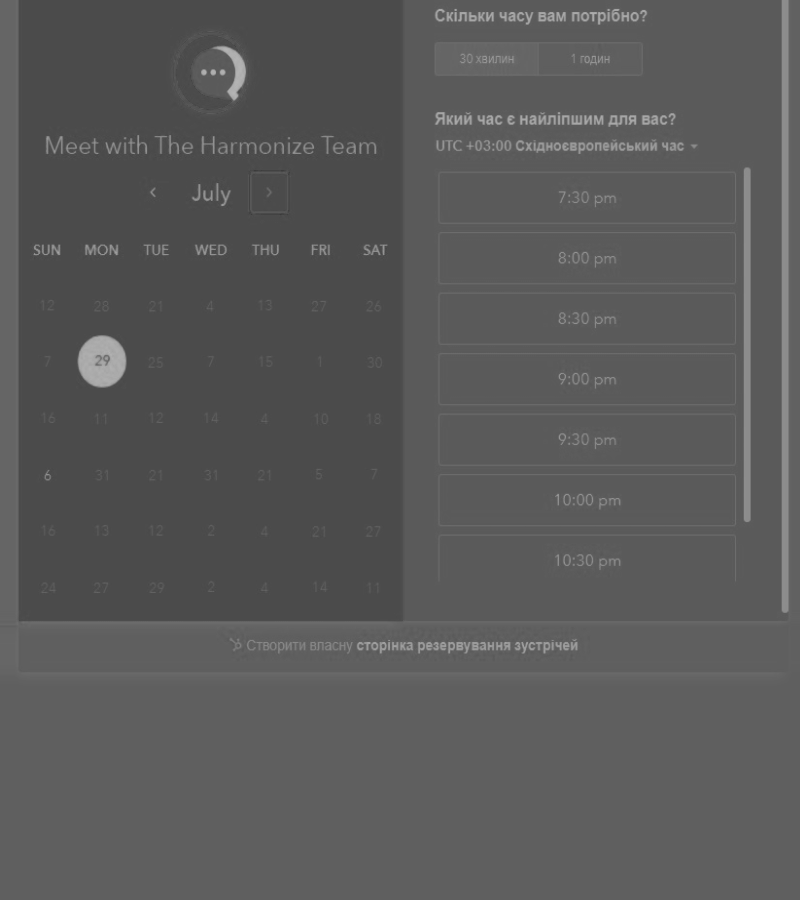 Скільки часу вам потрібно?
30 хвилин 1 годин
Який час є найліпшим для вас?
UTC +03:00 Східноєвропейський час
7:30 pm
8:00 pm
8:30 pm
9:00 pm
9:30 pm
10:00 pm
10:30 pm
Meet with The Harmonize Team
July
SUN MON TUE WED THU FRI SAT
12 28 21 4 13 27 26
7 29 25 7 15 1 30
16 11 12 14 4 10 18
6 31 21 31 21 5 7
16 13 12 2 4 21 27
24 27 29 2 4 14 11
Створити власну сторінка резервування зустрічей